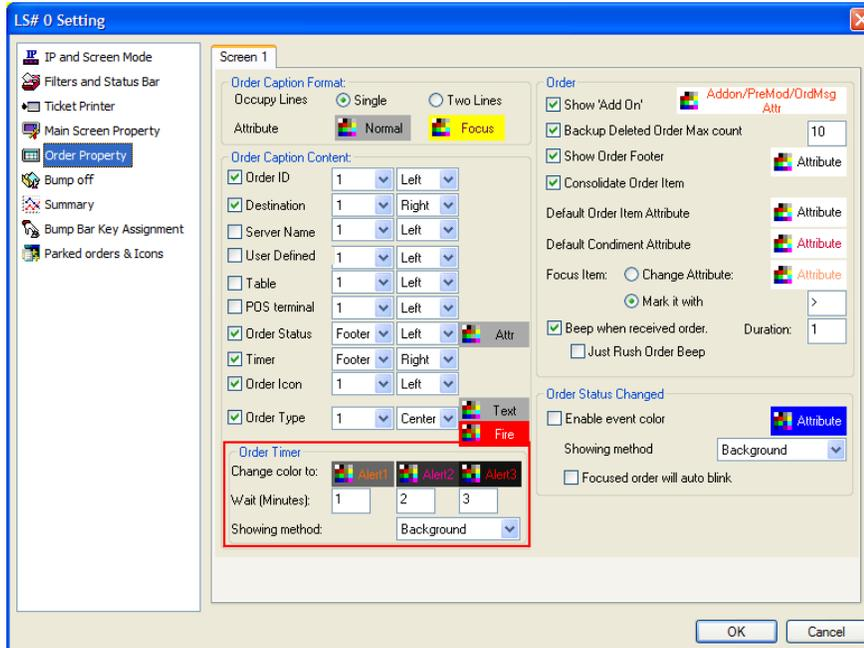 LS# 0 Setting
IP and Screen Mode
Filters and Status Bar
Ticket Printer
Main Screen Property
Order Property
Bump off
Summary
Bump Bar Key Assignment
Parked orders & Icons
Screen 1
Order Caption Format:
Occupy Lines Single Two Lines
Attribute Normal Focus
Order Caption Content:
Order ID 1 Left
Destination 1 Right
Server Name 1 Left
User Defined 1 Left
Table 1 Left
POS terminal 1 Left
Order Status Footer Left Attr
Timer Footer Right
Order Icon 1 Left
Order Type 1 Center Text
Fire
Order Timer
Change color to: Alert1 Alert2 Alert3
Wait (Minutes): 1 2 3
Showing method: Background
Order
Show 'Add On' Addon/PreMod/OrdMsg
Attr
Backup Deleted Order Max count 10
Show Order Footer Attribute
Consolidate Order Item
Default Order Item Attribute Attribute
Default Condiment Attribute Attribute
Focus Item: Change Attribute: Attribute
Mark it with >
Beep when received order. Duration: 1
Just Rush Order Beep
Order Status Changed
Enable event color Attribute
Showing method Background
Focused order will auto blink
OK Cancel